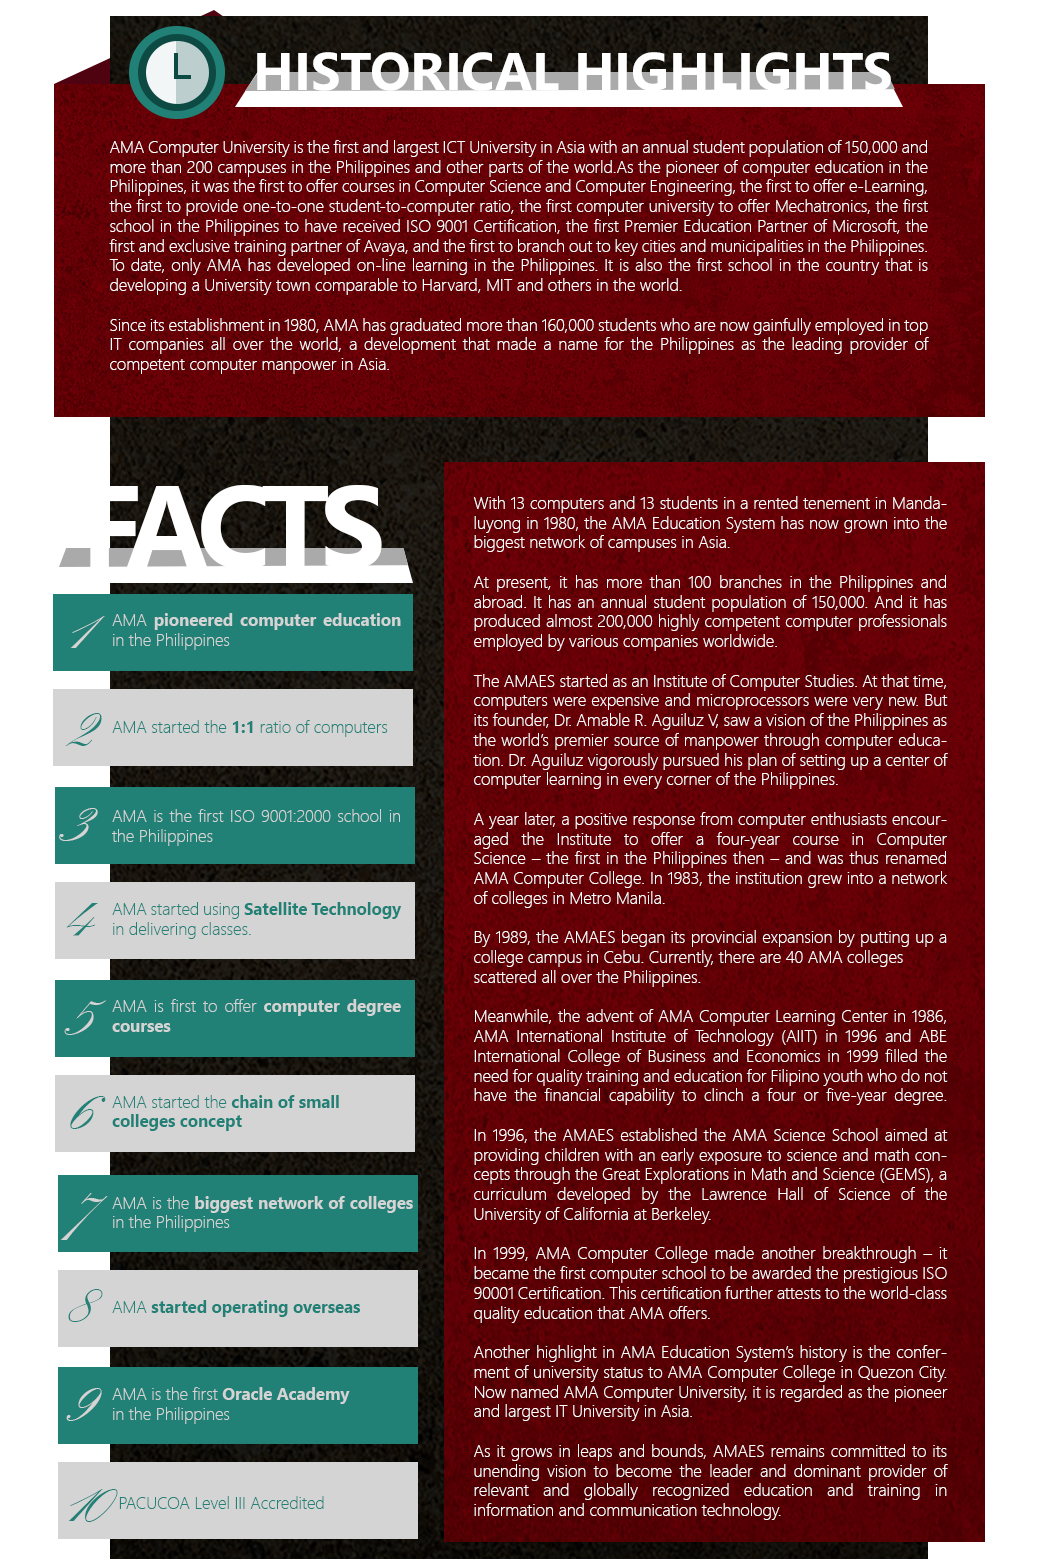 HISTORICAL HIGHLIGHTS
AMA Computer University is the first and largest ICT University in Asia with an annual student population of 150,000 and
more than 200 campuses in the Philippines and other parts of the world.As the pioneer of computer education in the
Philippines, it was the first to offer courses in Computer Science and Computer Engineering, the first to offer e-Learning,
the first to provide one-to-one student-to-computer ratio, the first computer university to offer Mechatronics, the first
school in the Philippines to have received ISO 9001 Certification, the first Premier Education Partner of Microsoft, the
first and exclusive training partner of Avaya, and the first to branch out to key cities and municipalities in the Philippines.
To date, only AMA has developed on-line learning in the Philippines. It is also the first school in the country that is
developing a University town comparable to Harvard, MIT and others in the world.
Since its establishment in 1980, AMA has graduated more than 160,000 students who are now gainfully employed in top
IT companies all over the world, a development that made a name for the Philippines as the leading provider of
competent computer manpower in Asia.
FACTS
1 AMA pioneered computer education
in the Philippines
2 AMA started the 1:1 ratio of computers
3 AMA is the first ISO 9001:2000 school in
the Philippines
4 AMA started using Satellite Technology
in delivering classes.
5 AMA is first to offer computer degree
courses
6 AMA started the chain of small
colleges concept
7 AMA is the biggest network of colleges
in the Philippines
8 AMA started operating overseas
9 AMA is the first Oracle Academy
in the Philippines
10 PACUCOA Level III Accredited
With 13 computers and 13 students in a rented tenement in Manda-
luyong in 1980, the AMA Education System has now grown into the
biggest network of campuses in Asia.
At present, it has more than 100 branches in the Philippines and
abroad. It has an annual student population of 150,000. And it has
produced almost 200,000 highly competent computer professionals
employed by various companies worldwide.
The AMAES started as an Institute of Computer Studies. At that time,
computers were expensive and microprocessors were very new. But
its founder, Dr. Amable R. Aguiluz V, saw a vision of the Philippines as
the world's premier source of manpower through computer educa-
tion. Dr. Aguiluz vigorously pursued his plan of setting up a center of
computer learning in every corner of the Philippines.
A year later, a positive response from computer enthusiasts encour-
aged the Institute to offer a four-year course in Computer
Science – the first in the Philippines then – and was thus renamed
AMA Computer College. In 1983, the institution grew into a network
of colleges in Metro Manila.
By 1989, the AMAES began its provincial expansion by putting up a
college campus in Cebu. Currently, there are 40 AMA colleges
scattered all over the Philippines.
Meanwhile, the advent of AMA Computer Learning Center in 1986,
AMA International Institute of Technology (AIIT) in 1996 and ABE
International College of Business and Economics in 1999 filled the
need for quality training and education for Filipino youth who do not
have the financial capability to clinch a four or five-year degree.
In 1996, the AMAES established the AMA Science School aimed at
providing children with an early exposure to science and math con-
cepts through the Great Explorations in Math and Science (GEMS), a
curriculum developed by the Lawrence Hall of Science of the
University of California at Berkeley.
In 1999, AMA Computer College made another breakthrough – it
became the first computer school to be awarded the prestigious ISO
90001 Certification. This certification further attests to the world-class
quality education that AMA offers.
Another highlight in AMA Education System's history is the confer-
ment of university status to AMA Computer College in Quezon City.
Now named AMA Computer University, it is regarded as the pioneer
and largest IT University in Asia.
As it grows in leaps and bounds, AMAES remains committed to its
unending vision to become the leader and dominant provider of
relevant and globally recognized education and training in
information and communication technology.